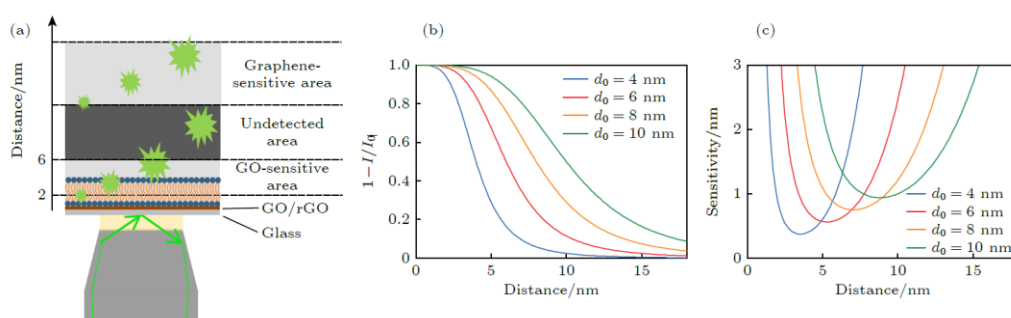 (a)
Distance/nm
6
2
Graphene-
sensitive area
Undetected
area
GO-sensitive
area
GO/rGO
Glass
(b)
1 − I/I₀
1.0
0.8
0.6
0.4
0.2
0
0
5
10
15
Distance/nm
d₀ = 4 nm
d₀ = 6 nm
d₀ = 8 nm
d₀ = 10 nm
(c)
Sensitivity/nm
3
2
1
0
0
5
10
15
Distance/nm
d₀ = 4 nm
d₀ = 6 nm
d₀ = 8 nm
d₀ = 10 nm